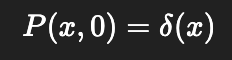 P(x, 0) = δ(x)